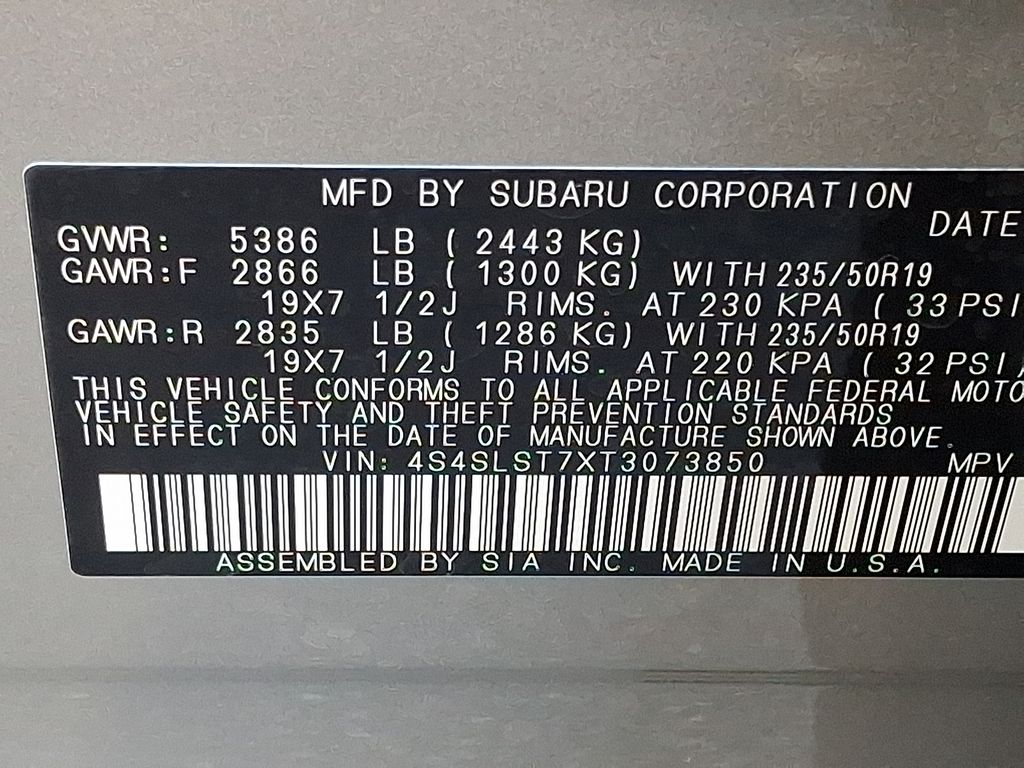 MFD BY SUBARU CORPORATION
DATE
GVWR: 5386 LB ( 2443 KG)
GAWR:F 2866 LB ( 1300 KG) WITH 235/50R19
19X7 1/2J RIMS. AT 230 KPA ( 33 PSI
GAWR:R 2835 LB ( 1286 KG) WITH 235/50R19
19X7 1/2J RIMS. AT 220 KPA ( 32 PSI)
THIS VEHICLE CONFORMS TO ALL APPLICABLE FEDERAL MOTO
VEHICLE SAFETY AND THEFT PREVENTION STANDARDS
IN EFFECT ON THE DATE OF MANUFACTURE SHOWN ABOVE.
VIN: 4S4SLST7XT3073850 MPV
ASSEMBLED BY SIA INC. MADE IN U.S.A.